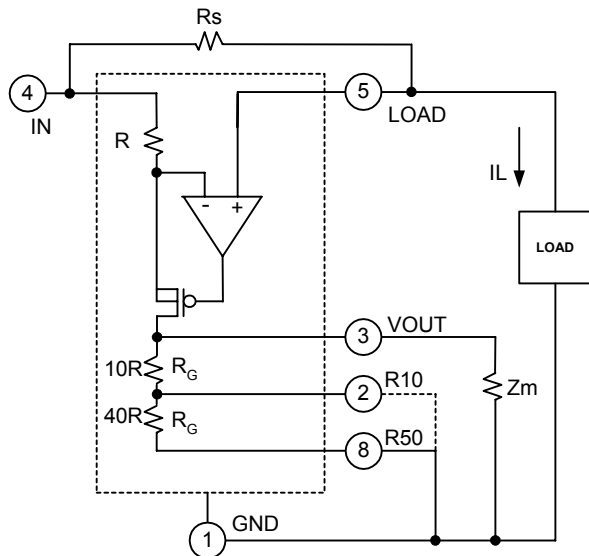 Rs
4
IN
5
LOAD
R
- +
IL
LOAD
3
VOUT
10R
RG
Zm
2
R10
40R
RG
8
R50
1
GND